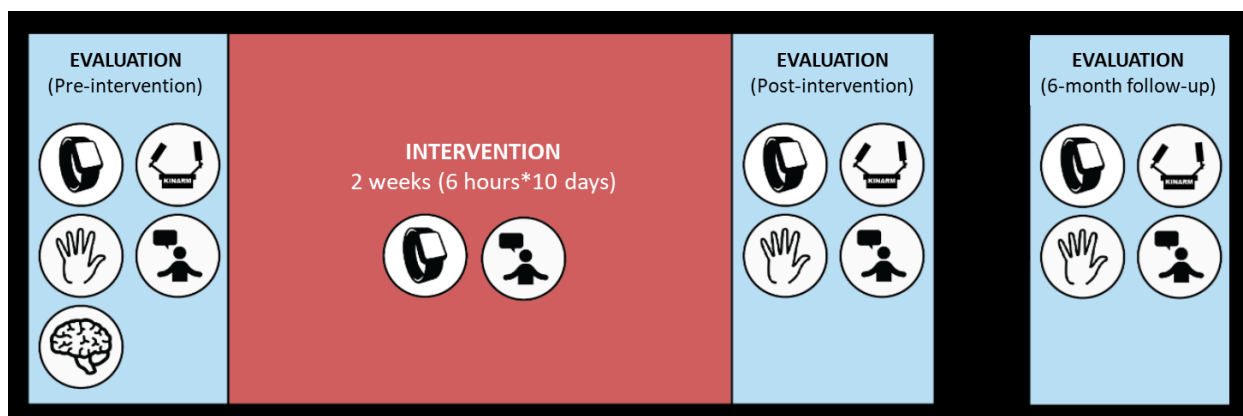 EVALUATION
(Pre-intervention)
KINARM
INTERVENTION
2 weeks (6 hours*10 days)
EVALUATION
(Post-intervention)
KINARM
EVALUATION
(6-month follow-up)
KINARM